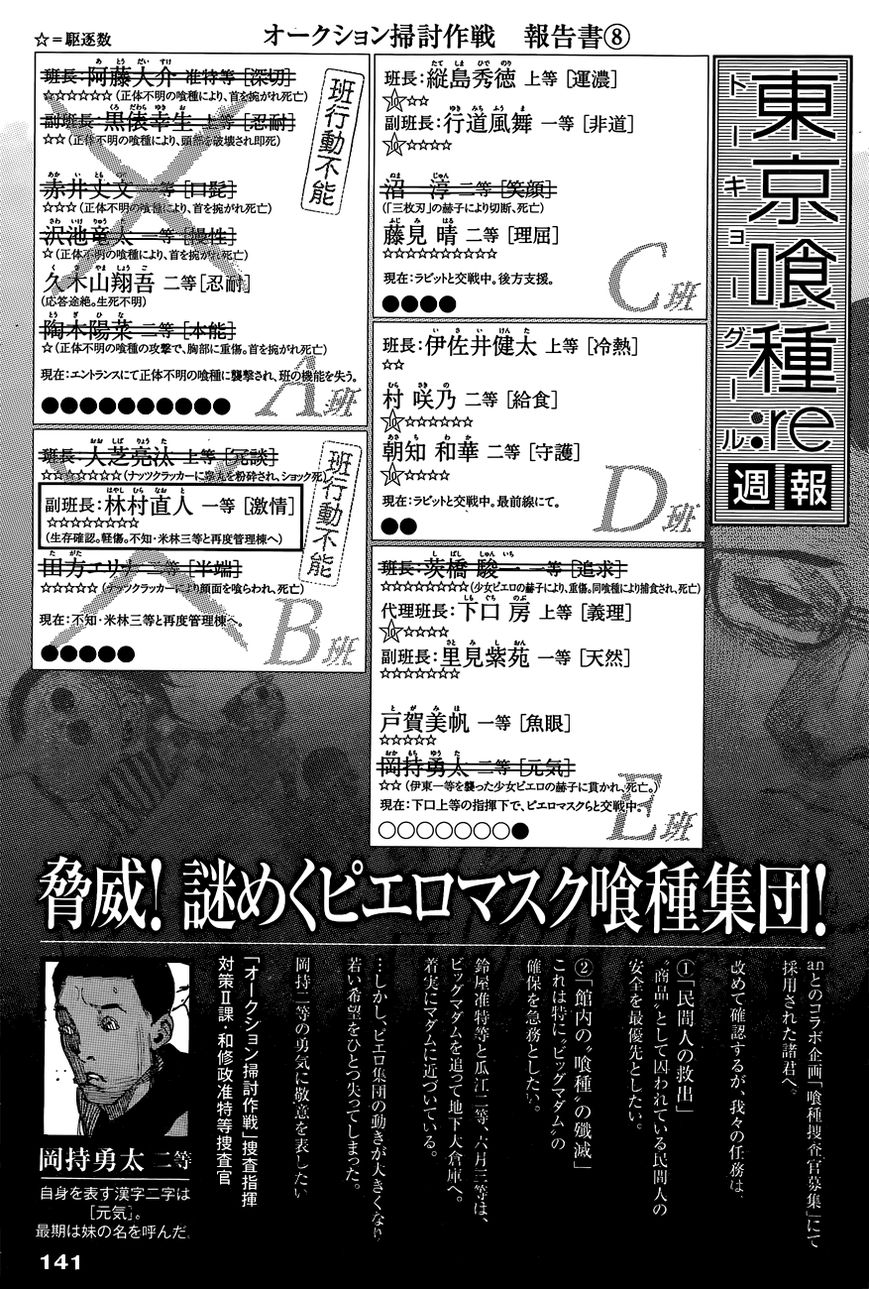 ☆=駆逐数
オークション掃討作戦 報告書⑧
東京喰種:re
トーキョーグール
週報
班長:阿藤大介 准特等[深切]
☆☆☆☆☆☆(正体不明の喰種により、首を捥がれ死亡)
副班長:黒俵幸生 上等[忍耐]
☆☆(正体不明の喰種により、頭部を破壊され即死)
赤井丈文 一等[口髭]
☆☆☆(正体不明の喰種により、首を捥がれ死亡)
沢池竜太 一等[慢性]
☆(正体不明の喰種により、首を捥がれ死亡)
久木山翔吾 二等[忍耐]
(応答途絶。生死不明)
陶木陽菜 二等[本能]
☆(正体不明の喰種の攻撃で、胸部に重傷。首を捥がれ死亡)
現在:エントランスにて正体不明の喰種に襲撃され、班の機能を失う。
●●●●●●●●●●
A班
班行動不能
班長:大芝亮汰 上等[冗談]
☆☆☆☆☆☆☆(ナッツクラッカーに睾丸を粉砕され、ショック死)
副班長:林村直人 一等[激情]
☆☆☆☆☆☆☆☆
(生存確認。軽傷。不知・米林三等と再度管理棟へ)
田方エリナ 二等[半端]
☆☆☆☆☆(ナッツクラッカーにより顔面を喰らわれ、死亡)
現在:不知・米林三等と再度管理棟へ。
●●●●●
B班
班行動不能
班長:縦島秀徳 上等[運濃]
☆10☆☆
副班長:行道風舞 一等[非道]
☆10☆☆☆☆☆
沼 淳 二等[笑顔]
(「三枚刃」の赫子により切断、死亡)
藤見 晴 二等[理屈]
☆☆☆☆☆☆☆☆☆
現在:ラビットと交戦中。後方支援。
●●●●
C班
班長:伊佐井健太 上等[冷熱]
☆☆
村 咲乃 二等[給食]
☆10☆☆☆☆☆☆☆
朝知 和華 二等[守護]
☆10☆☆☆☆
現在:ラビットと交戦中。最前線にて。
●●
D班
班長:茨橋駿一 一等[追求]
☆☆☆☆☆☆☆☆(少女ピエロの赫子により、重傷。同喰種により捕食され、死亡)
代理班長:下口 房 上等[義理]
☆10☆☆☆☆
副班長:里見紫苑 一等[天然]
☆☆☆☆☆☆☆
戸賀美帆 一等[魚眼]
☆☆☆☆☆
岡持勇太 二等[元気]
☆☆(伊東一等を襲った少女ピエロの赫子に貫かれ、死亡。)
現在:下口上等の指揮下で、ピエロマスクらと交戦中。
○○○○○○○●
E班
脅威!謎めくピエロマスク喰種集団!
anとのコラボ企画「喰種捜査官募集」にて
採用された諸君へ。
改めて確認するが、我々の任務は、
①「民間人の救出」
“商品”として囚われている民間人の
安全を最優先としたい。
②「館内の“喰種”の殲滅」
これは特に“ビッグマダム”の
確保を急務としたい。
鈴屋准特等と瓜江二等、六月三等は、
ビッグマダムを追って地下大倉庫へ。
着実にマダムに近づいている。
…しかし、ピエロ集団の動きが大きくなり
若い希望をひとつ失ってしまった。
岡持二等の勇気に敬意を表したい
「オークション掃討作戦」捜査指揮
対策Ⅱ課・和修政准特等捜査官
岡持勇太 二等
自身を表す漢字二字は
[元気]。
最期は妹の名を呼んだ。
141